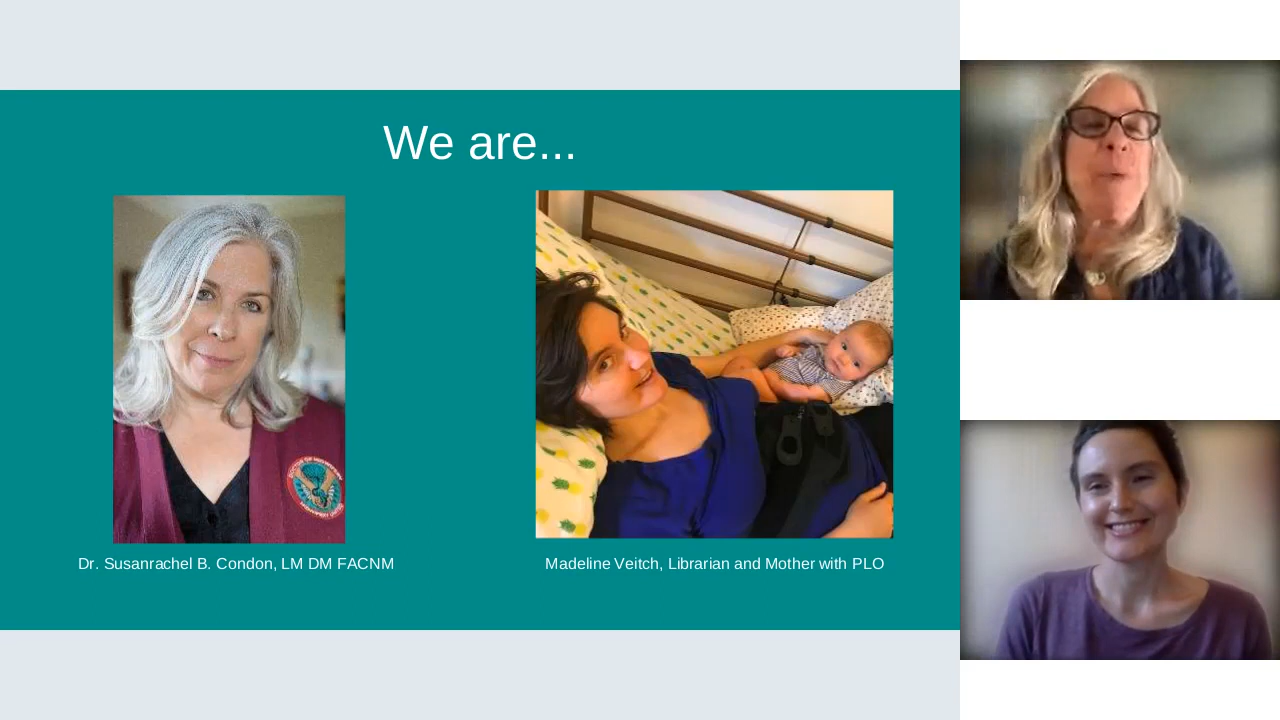 We are...
Dr. Susanrachel B. Condon, LM DM FACNM
Madeline Veitch, Librarian and Mother with PLO